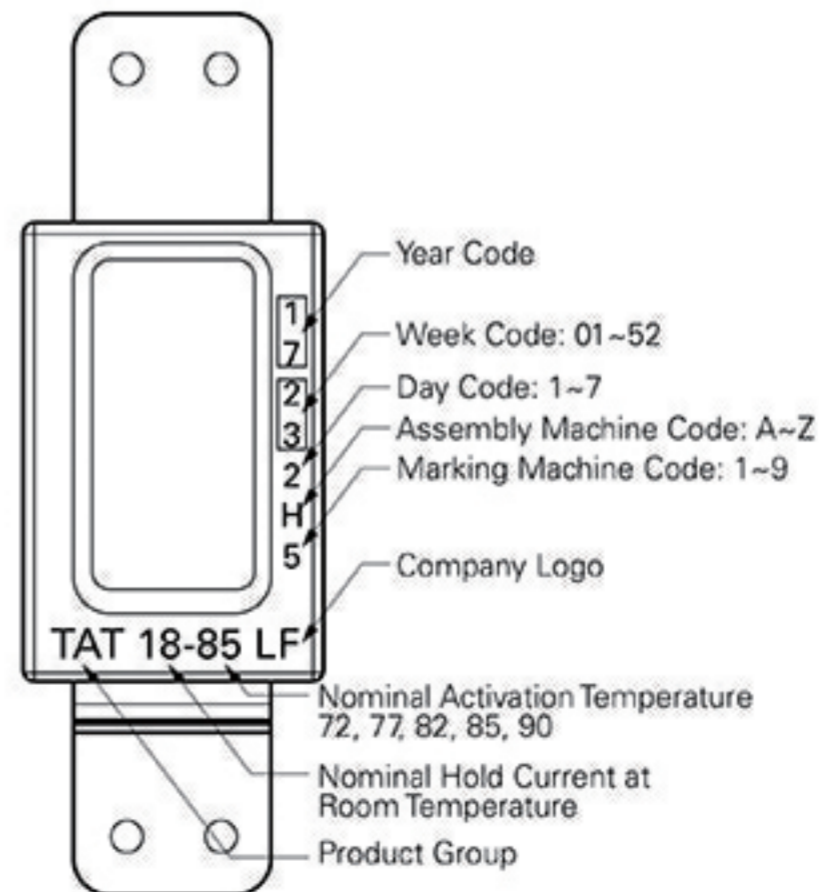 1
7
2
3
2
H
5
TAT 18-85 LF
Year Code
Week Code: 01~52
Day Code: 1~7
Assembly Machine Code: A~Z
Marking Machine Code: 1~9
Company Logo
Nominal Activation Temperature
72, 77, 82, 85, 90
Nominal Hold Current at
Room Temperature
Product Group